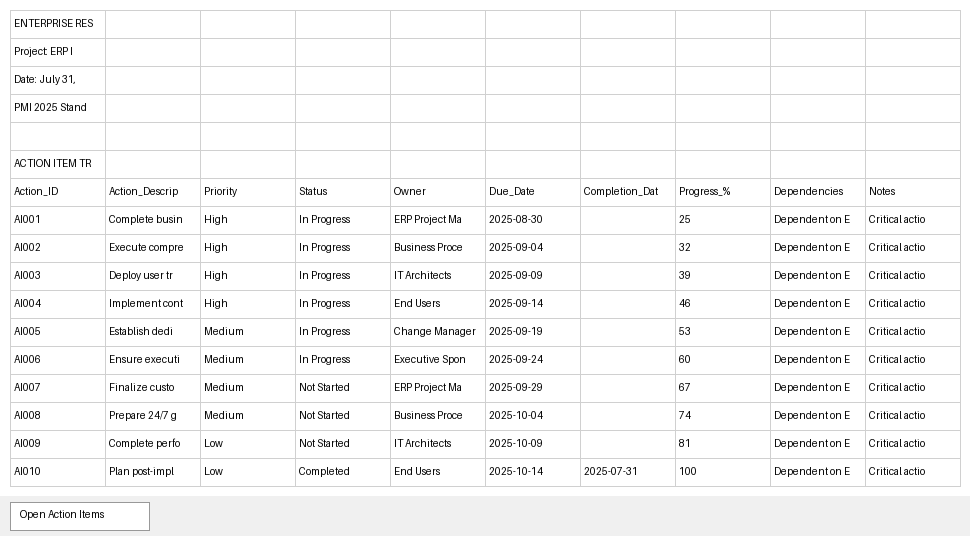 ENTERPRISE RES
Project: ERP I
Date: July 31,
PMI 2025 Stand
ACTION ITEM TR
Action_ID Action_Descrip Priority Status Owner Due_Date Completion_Dat Progress_% Dependencies Notes
AI001 Complete busin High In Progress ERP Project Ma 2025-08-30 25 Dependent on E Critical actio
AI002 Execute compre High In Progress Business Proce 2025-09-04 32 Dependent on E Critical actio
AI003 Deploy user tr High In Progress IT Architects 2025-09-09 39 Dependent on E Critical actio
AI004 Implement cont High In Progress End Users 2025-09-14 46 Dependent on E Critical actio
AI005 Establish dedi Medium In Progress Change Manager 2025-09-19 53 Dependent on E Critical actio
AI006 Ensure executi Medium In Progress Executive Spon 2025-09-24 60 Dependent on E Critical actio
AI007 Finalize custo Medium Not Started ERP Project Ma 2025-09-29 67 Dependent on E Critical actio
AI008 Prepare 24/7 g Medium Not Started Business Proce 2025-10-04 74 Dependent on E Critical actio
AI009 Complete perfo Low Not Started IT Architects 2025-10-09 81 Dependent on E Critical actio
AI010 Plan post-impl Low Completed End Users 2025-10-14 2025-07-31 100 Dependent on E Critical actio
Open Action Items